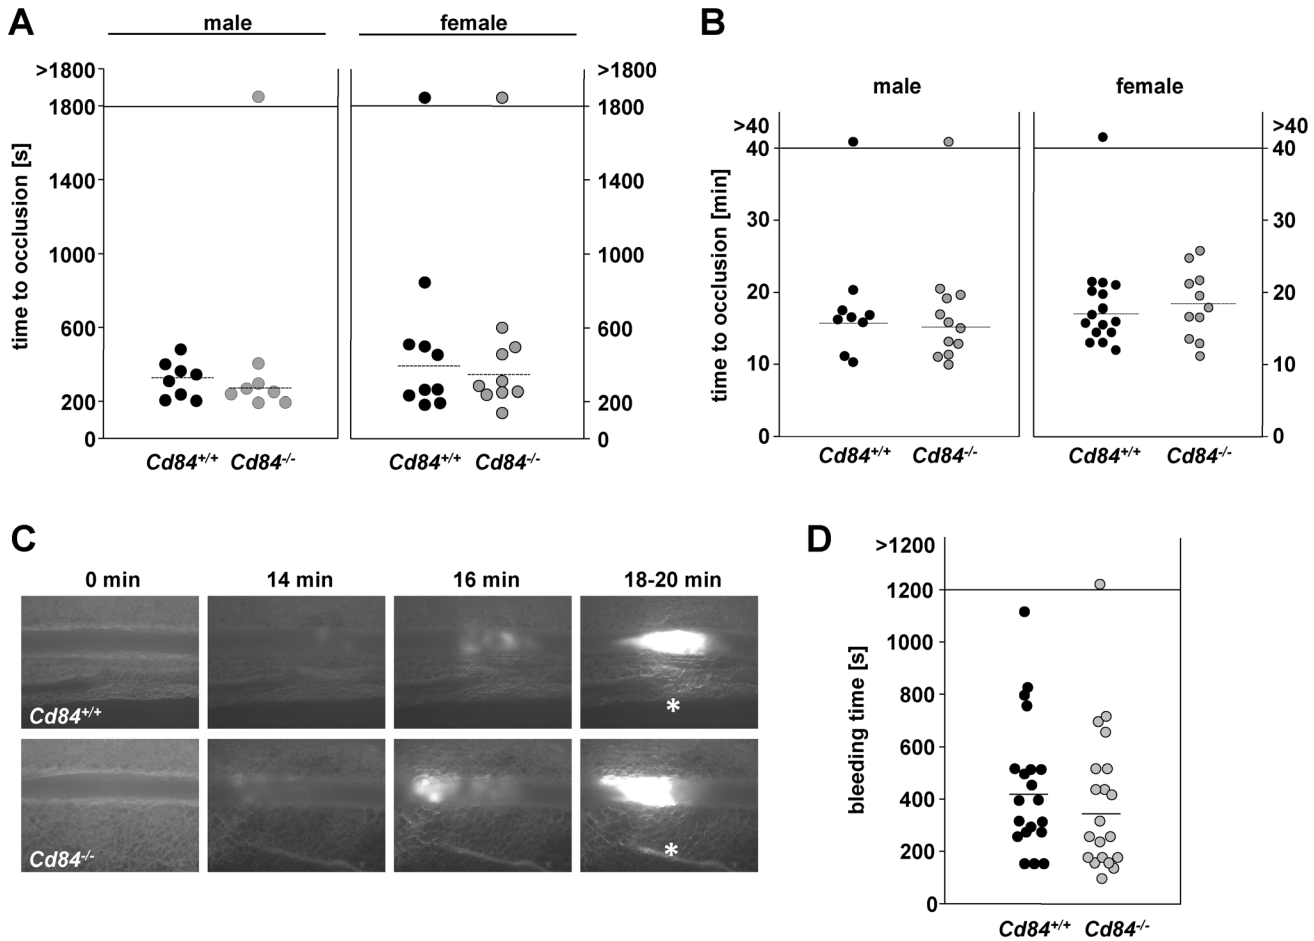 A
male
female
time to occlusion [s]
>1800
1800
1400
1000
600
200
0
>1800
1800
1400
1000
600
200
0
Cd84+/+ Cd84-/-
Cd84+/+ Cd84-/-
B
male
female
time to occlusion [min]
>40
40
30
20
10
0
>40
40
30
20
10
0
Cd84+/+ Cd84-/-
Cd84+/+ Cd84-/-
C
0 min
14 min
16 min
18-20 min
Cd84+/+
*
Cd84-/-
*
D
bleeding time [s]
>1200
1200
1000
800
600
400
200
0
Cd84+/+ Cd84-/-